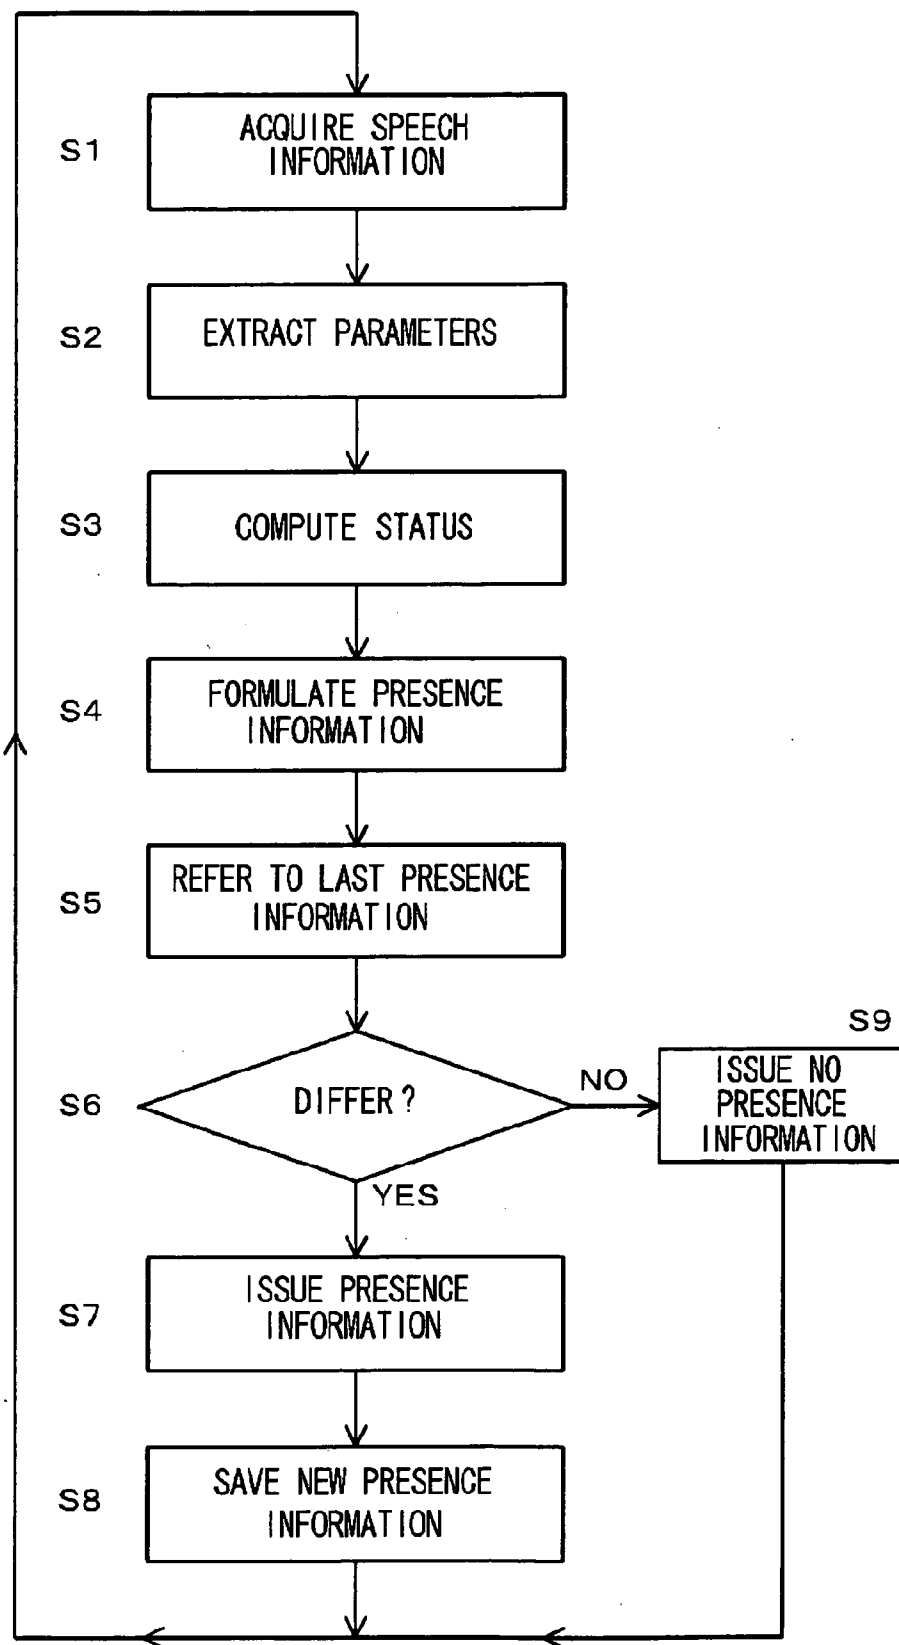 S1
ACQUIRE SPEECH
INFORMATION
S2
EXTRACT PARAMETERS
S3
COMPUTE STATUS
S4
FORMULATE PRESENCE
INFORMATION
S5
REFER TO LAST PRESENCE
INFORMATION
S6
DIFFER?
NO
S9
ISSUE NO
PRESENCE
INFORMATION
YES
S7
ISSUE PRESENCE
INFORMATION
S8
SAVE NEW PRESENCE
INFORMATION